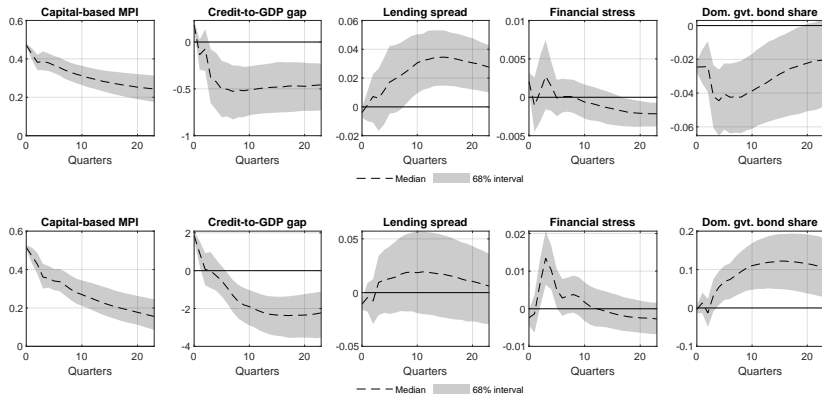 Capital-based MPI Credit-to-GDP gap Lending spread Financial stress Dom. gvt. bond share
0.6 0.4 0.2 0
0 -0.5 -1
0.06 0.04 0.02 0 -0.02
0.01 0.005 0 -0.005
0 -0.02 -0.04 -0.06
0 10 20 0 10 20 0 10 20 0 10 20 0 10 20
Quarters Quarters Quarters Quarters Quarters
Median 68% interval
Capital-based MPI Credit-to-GDP gap Lending spread Financial stress Dom. gvt. bond share
0.6 0.4 0.2 0
2 0 -2 -4
0.05 0 -0.05
0.02 0.01 0 -0.01
0.2 0.1 0 -0.1
0 10 20 0 10 20 0 10 20 0 10 20 0 10 20
Quarters Quarters Quarters Quarters Quarters
Median 68% interval